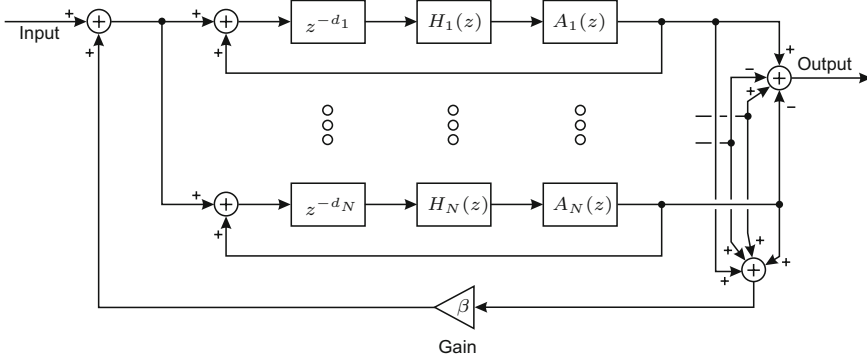 Input
+
+
+
+
z^{-d_1}
H_1(z)
A_1(z)
+
−
+
−
Output
+
+
z^{-d_N}
H_N(z)
A_N(z)
+
+
+
+
β
Gain